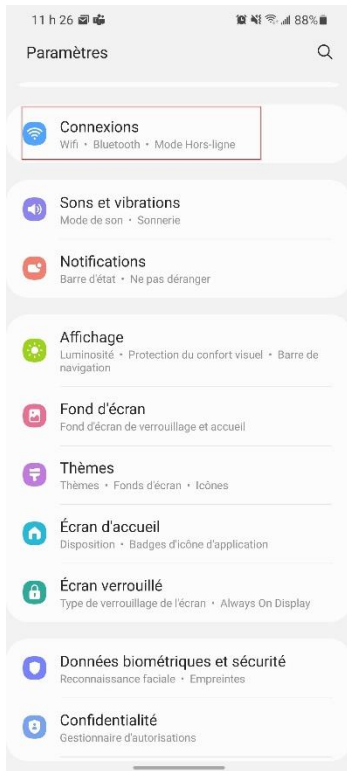 11 h 26 88%
Paramètres
Connexions
Wifi • Bluetooth • Mode Hors-ligne
Sons et vibrations
Mode de son • Sonnerie
Notifications
Barre d'état • Ne pas déranger
Affichage
Luminosité • Protection du confort visuel • Barre de
navigation
Fond d'écran
Fond d'écran de verrouillage et accueil
Thèmes
Thèmes • Fonds d'écran • Icônes
Écran d'accueil
Disposition • Badges d'icône d'application
Écran verrouillé
Type de verrouillage de l'écran • Always On Display
Données biométriques et sécurité
Reconnaissance faciale • Empreintes
Confidentialité
Gestionnaire d'autorisations